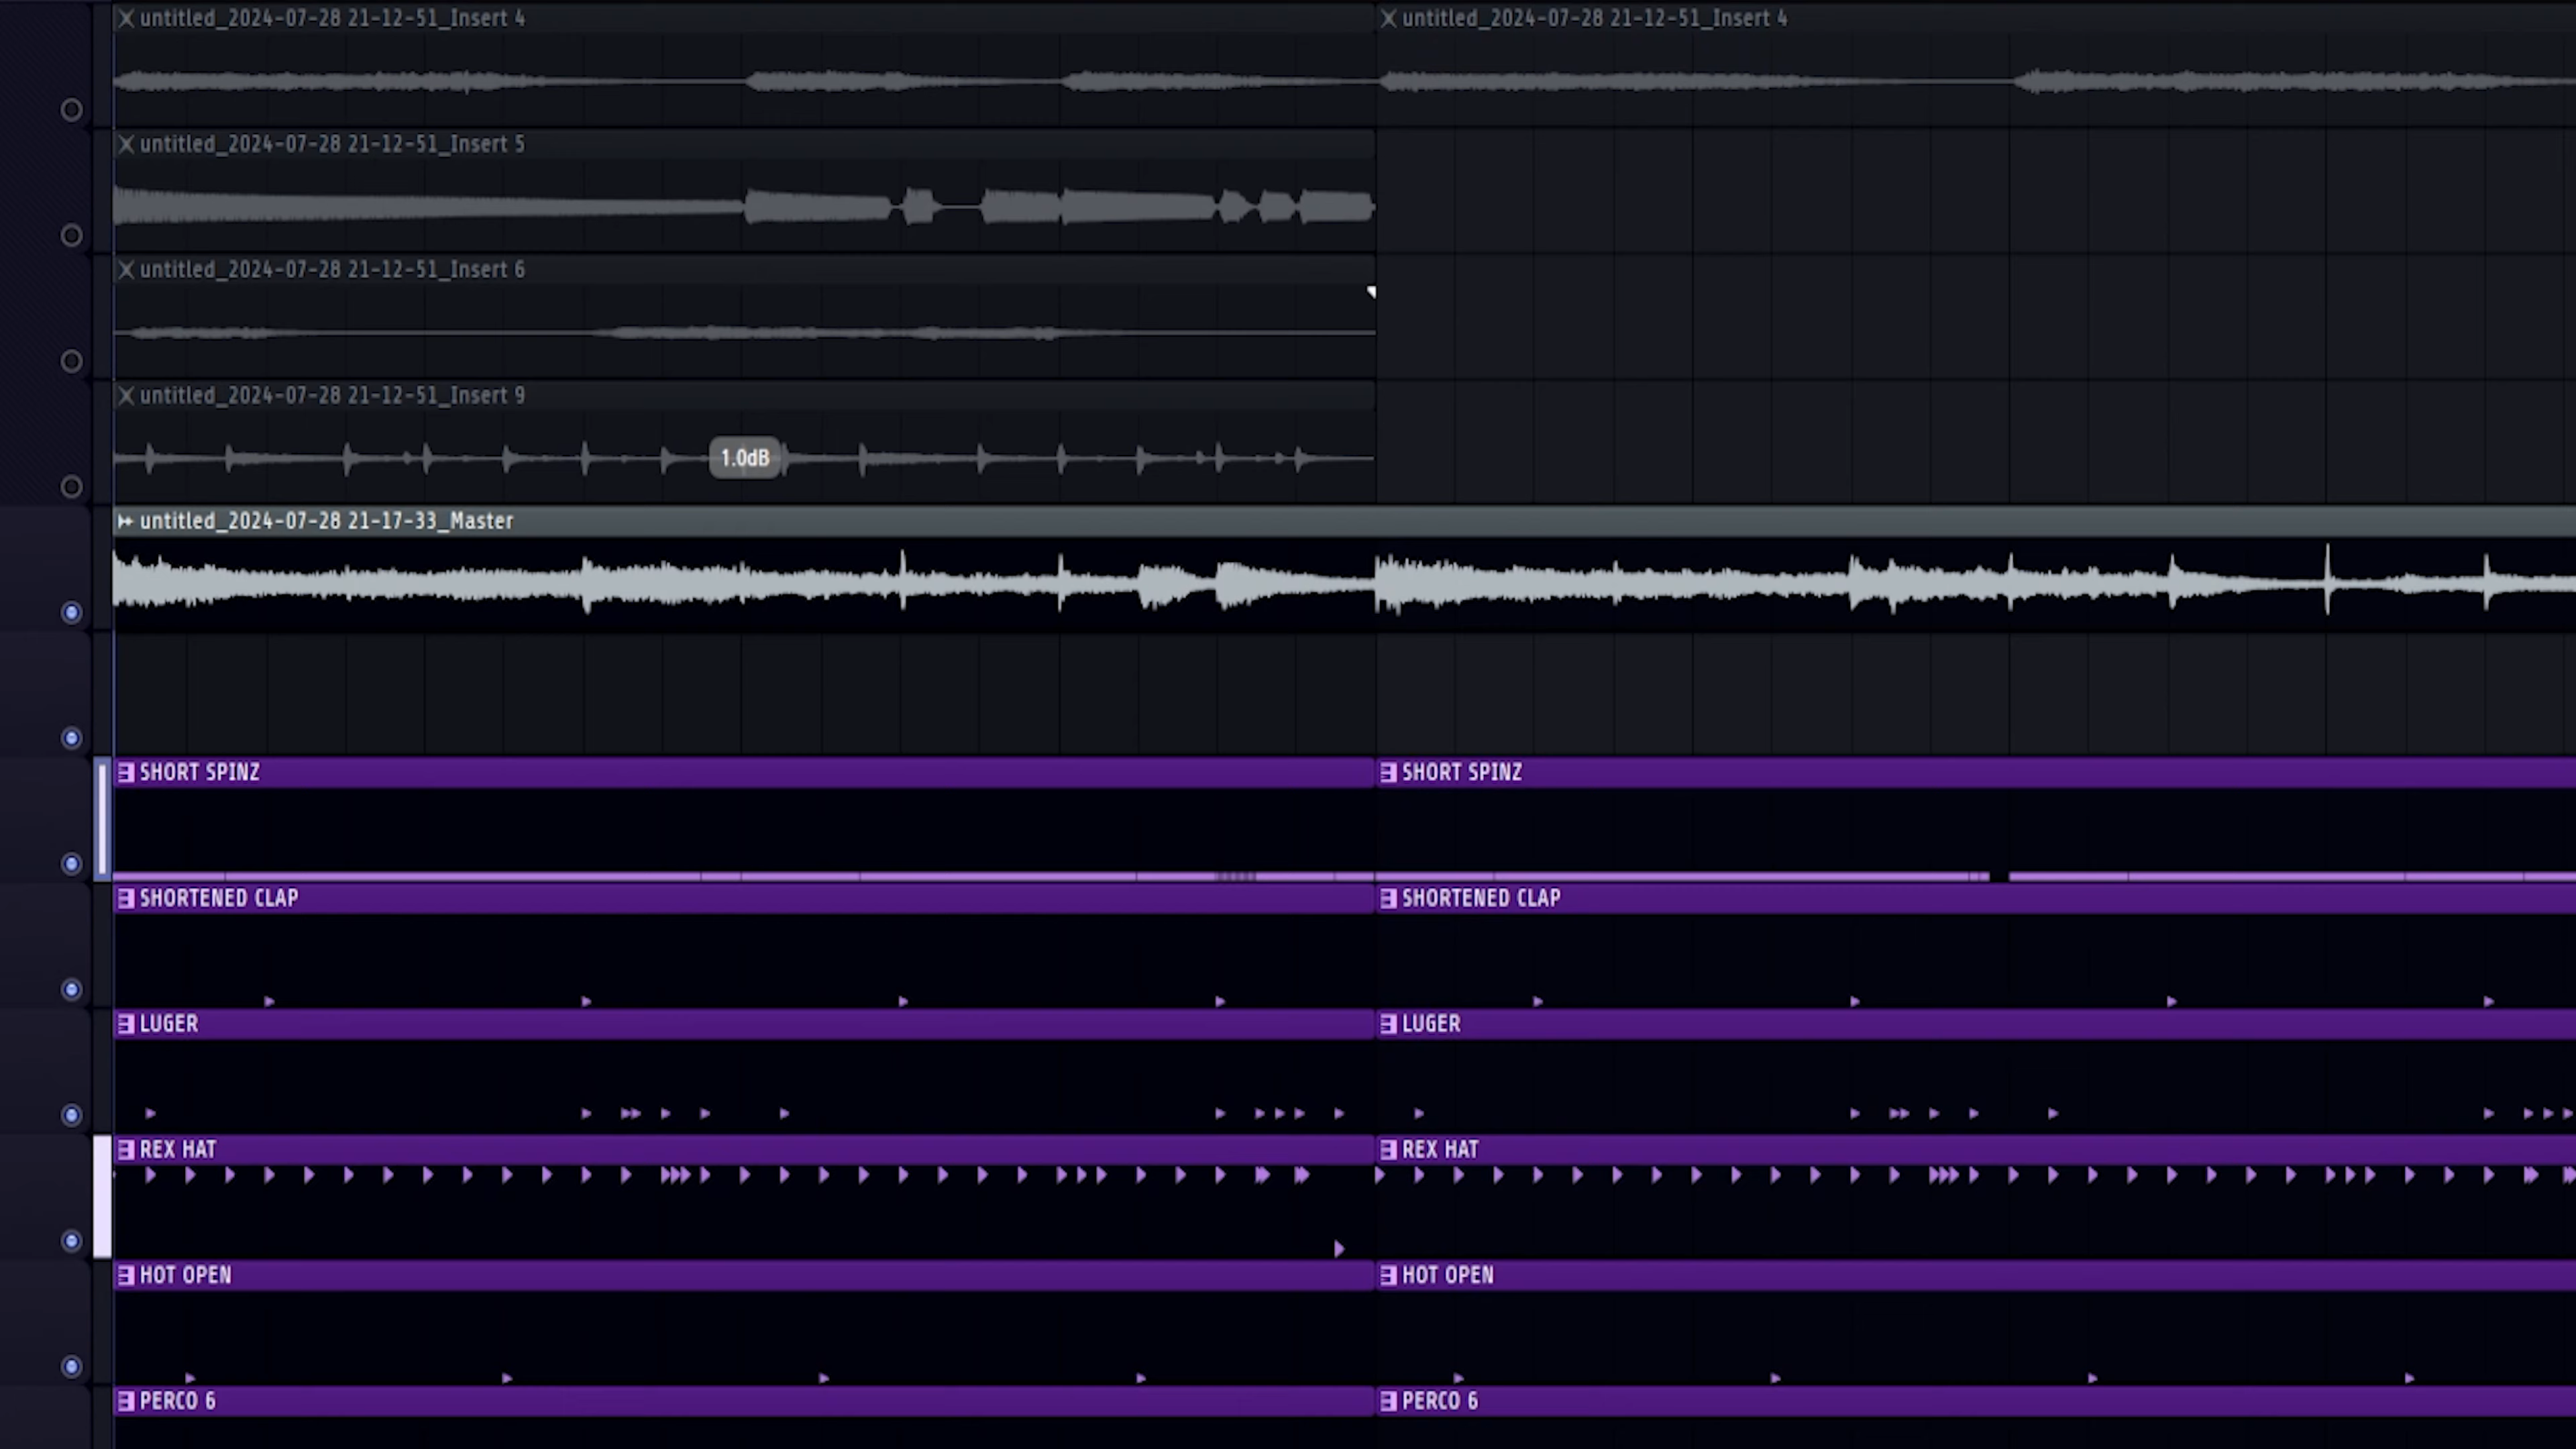 untitled_2024-07-28 21-12-51_Insert 4
untitled_2024-07-28 21-12-51_Insert 4
untitled_2024-07-28 21-12-51_Insert 5
untitled_2024-07-28 21-12-51_Insert 6
untitled_2024-07-28 21-12-51_Insert 9
1.0dB
untitled_2024-07-28 21-17-33_Master
SHORT SPINZ
SHORT SPINZ
SHORTENED CLAP
SHORTENED CLAP
LUGER
LUGER
REX HAT
REX HAT
HOT OPEN
HOT OPEN
PERCO 6
PERCO 6